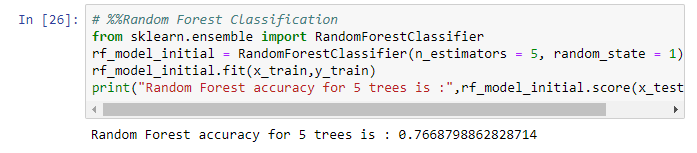 In [26]: # %%Random Forest Classification
from sklearn.ensemble import RandomForestClassifier
rf_model_initial = RandomForestClassifier(n_estimators = 5, random_state = 1)
rf_model_initial.fit(x_train,y_train)
print("Random Forest accuracy for 5 trees is :",rf_model_initial.score(x_test
Random Forest accuracy for 5 trees is : 0.7668798862828714